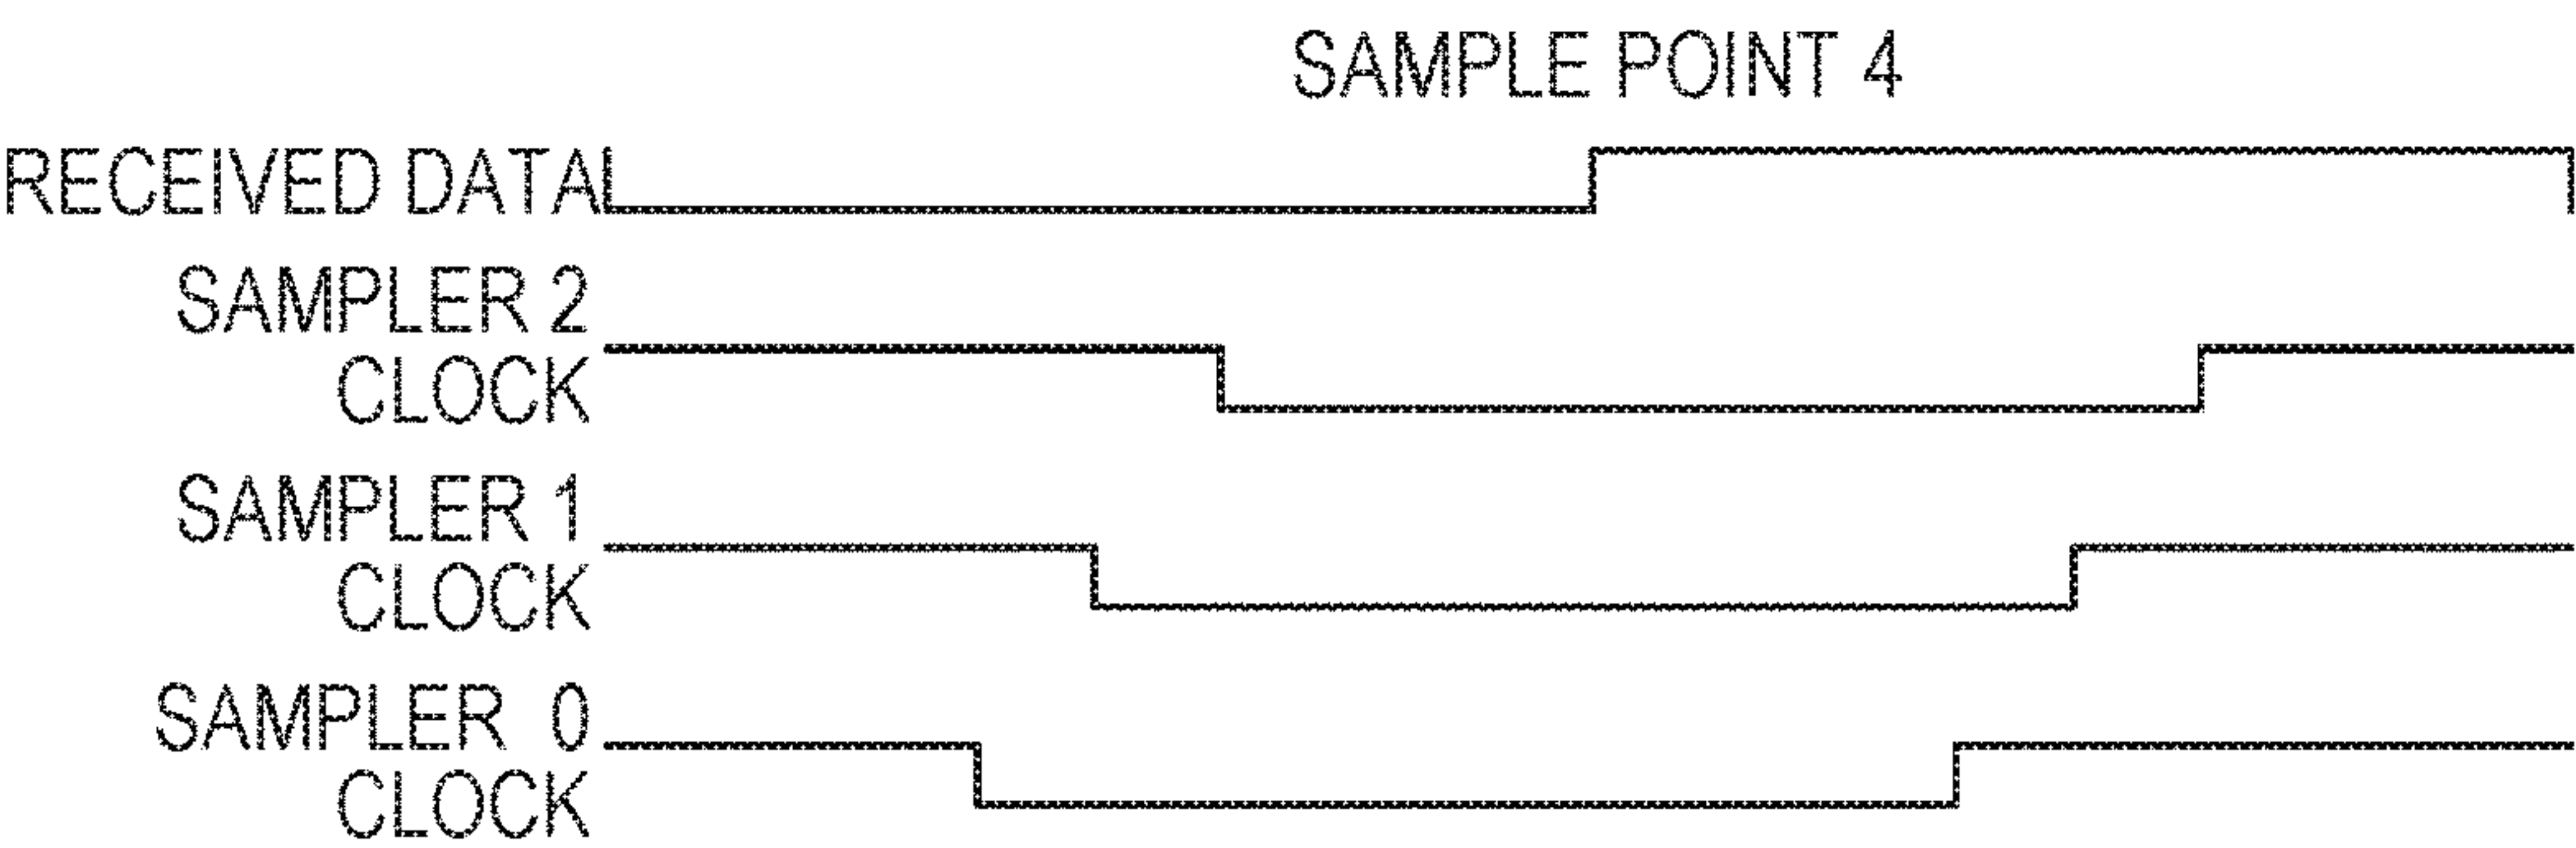 SAMPLE POINT 4
RECEIVED DATA
SAMPLER 2
CLOCK
SAMPLER 1
CLOCK
SAMPLER 0
CLOCK